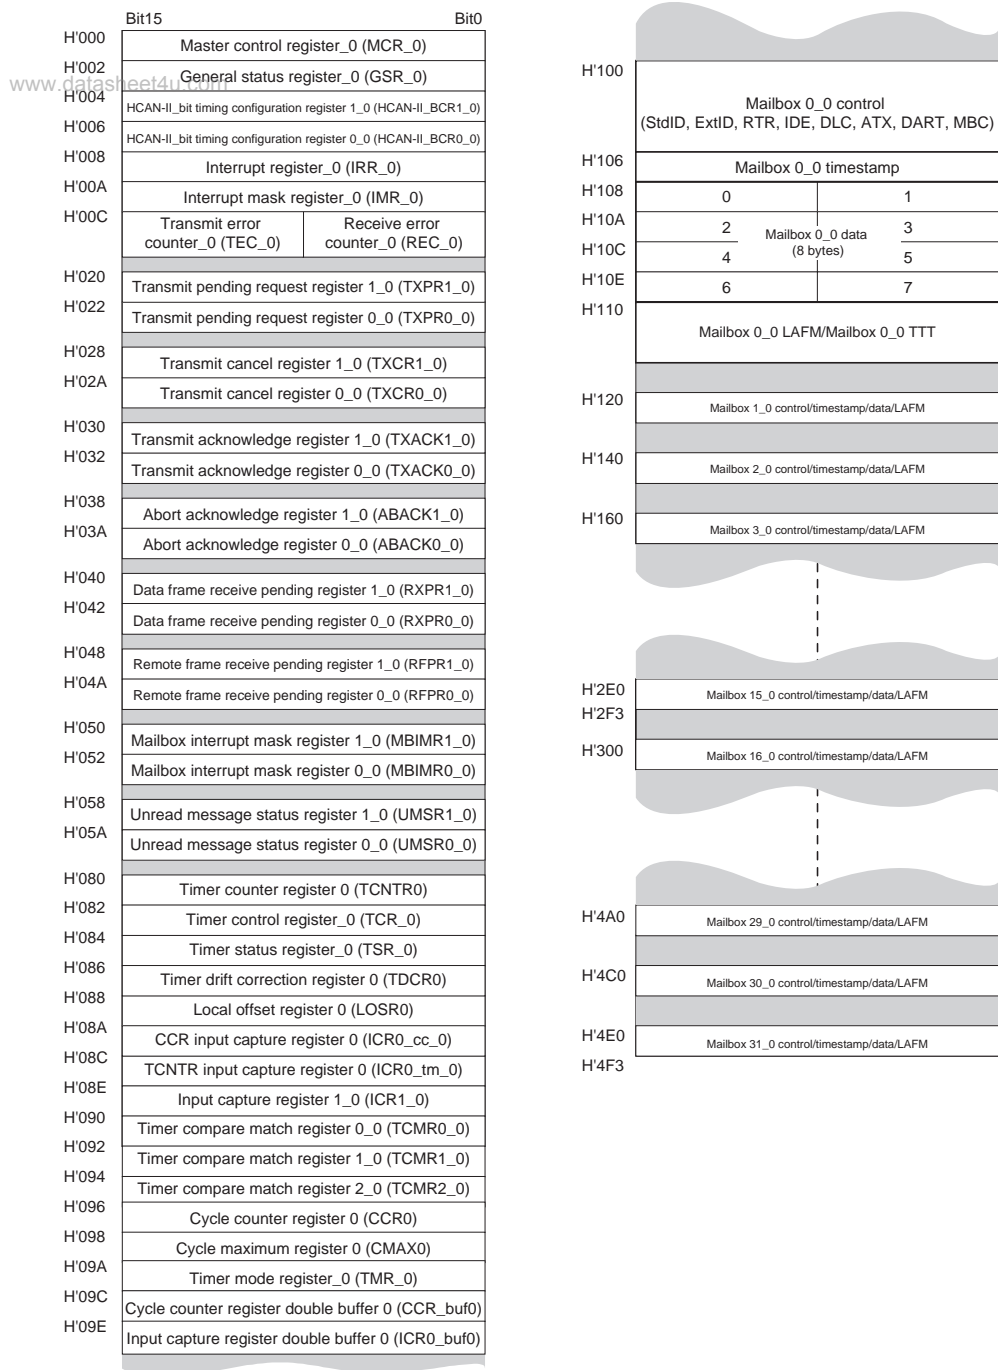 Bit15 Bit0
H'000 Master control register_0 (MCR_0)
H'002 General status register_0 (GSR_0)
www.datasheet4u.com
H'004 HCAN-II_bit timing configuration register 1_0 (HCAN-II_BCR1_0)
H'006 HCAN-II_bit timing configuration register 0_0 (HCAN-II_BCR0_0)
H'008 Interrupt register_0 (IRR_0)
H'00A Interrupt mask register_0 (IMR_0)
H'00C Transmit error Receive error
counter_0 (TEC_0) counter_0 (REC_0)
H'020 Transmit pending request register 1_0 (TXPR1_0)
H'022 Transmit pending request register 0_0 (TXPR0_0)
H'028 Transmit cancel register 1_0 (TXCR1_0)
H'02A Transmit cancel register 0_0 (TXCR0_0)
H'030 Transmit acknowledge register 1_0 (TXACK1_0)
H'032 Transmit acknowledge register 0_0 (TXACK0_0)
H'038 Abort acknowledge register 1_0 (ABACK1_0)
H'03A Abort acknowledge register 0_0 (ABACK0_0)
H'040 Data frame receive pending register 1_0 (RXPR1_0)
H'042 Data frame receive pending register 0_0 (RXPR0_0)
H'048 Remote frame receive pending register 1_0 (RFPR1_0)
H'04A Remote frame receive pending register 0_0 (RFPR0_0)
H'050 Mailbox interrupt mask register 1_0 (MBIMR1_0)
H'052 Mailbox interrupt mask register 0_0 (MBIMR0_0)
H'058 Unread message status register 1_0 (UMSR1_0)
H'05A Unread message status register 0_0 (UMSR0_0)
H'080 Timer counter register 0 (TCNTR0)
H'082 Timer control register_0 (TCR_0)
H'084 Timer status register_0 (TSR_0)
H'086 Timer drift correction register 0 (TDCR0)
H'088 Local offset register 0 (LOSR0)
H'08A CCR input capture register 0 (ICR0_cc_0)
H'08C TCNTR input capture register 0 (ICR0_tm_0)
H'08E Input capture register 1_0 (ICR1_0)
H'090 Timer compare match register 0_0 (TCMR0_0)
H'092 Timer compare match register 1_0 (TCMR1_0)
H'094 Timer compare match register 2_0 (TCMR2_0)
H'096 Cycle counter register 0 (CCR0)
H'098 Cycle maximum register 0 (CMAX0)
H'09A Timer mode register_0 (TMR_0)
H'09C Cycle counter register double buffer 0 (CCR_buf0)
H'09E Input capture register double buffer 0 (ICR0_buf0)
H'100 Mailbox 0_0 control
(StdID, ExtID, RTR, IDE, DLC, ATX, DART, MBC)
H'106 Mailbox 0_0 timestamp
H'108 0 1
H'10A 2 Mailbox 0_0 data 3
H'10C 4 (8 bytes) 5
H'10E 6 7
H'110 Mailbox 0_0 LAFM/Mailbox 0_0 TTT
H'120 Mailbox 1_0 control/timestamp/data/LAFM
H'140 Mailbox 2_0 control/timestamp/data/LAFM
H'160 Mailbox 3_0 control/timestamp/data/LAFM
H'2E0 Mailbox 15_0 control/timestamp/data/LAFM
H'2F3
H'300 Mailbox 16_0 control/timestamp/data/LAFM
H'4A0 Mailbox 29_0 control/timestamp/data/LAFM
H'4C0 Mailbox 30_0 control/timestamp/data/LAFM
H'4E0 Mailbox 31_0 control/timestamp/data/LAFM
H'4F3